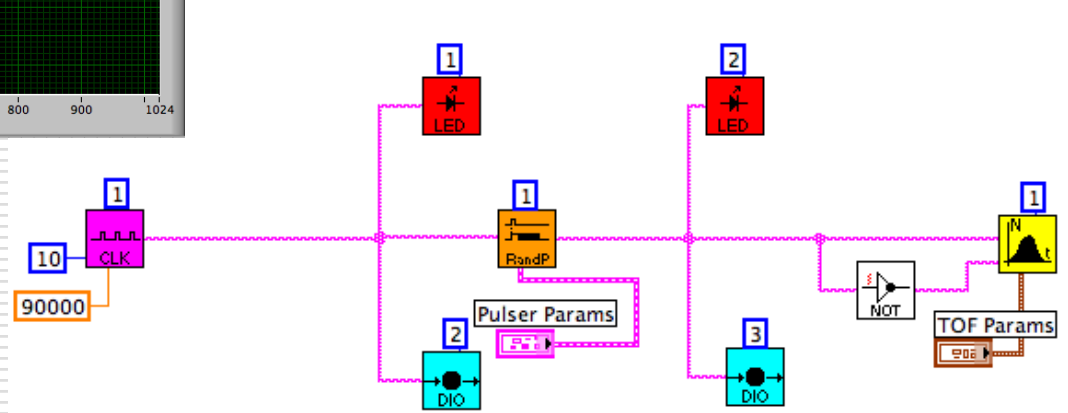 800 900 1024
1 2
LED LED
1 1 1
CLK RandP N t
10
90000
NOT
Pulser Params TOF Params
2 3
DIO DIO